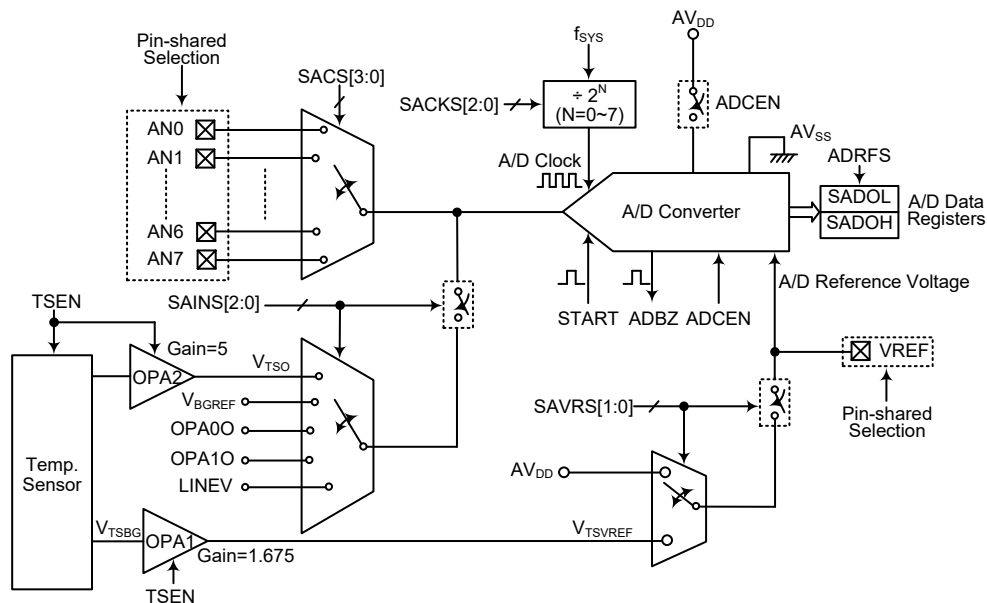 Pin-shared
Selection
SACS[3:0]
AN0
AN1
AN6
AN7
fSYS
SACKS[2:0]
÷ 2^N
(N=0~7)
A/D Clock
AVDD
ADCEN
AVSS
A/D Converter
ADRFS
SADOL
SADOH
A/D Data
Registers
START
ADBZ
ADCEN
A/D Reference Voltage
SAINS[2:0]
TSEN
Gain=5
OPA2
VTSO
VBGREF
OPA0O
OPA1O
LINEV
Temp.
Sensor
VTSBG
OPA1
Gain=1.675
TSEN
VREF
Pin-shared
Selection
SAVRS[1:0]
AVDD
VTSVREF